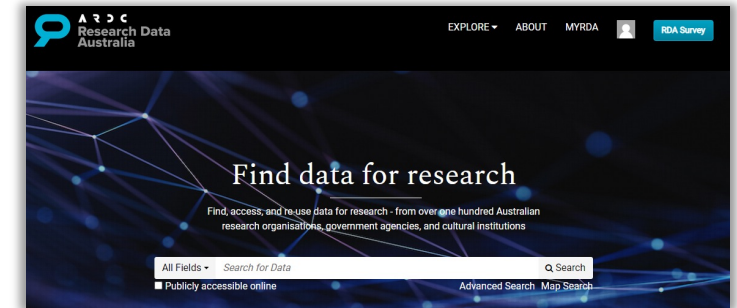 ARDC
Research Data
Australia
EXPLORE ABOUT MYRDA RDA Survey
Find data for research
Find, access, and re-use data for research - from over one hundred Australian
research organisations, government agencies, and cultural institutions
All Fields Search for Data Search
Publicly accessible online Advanced Search Map Search